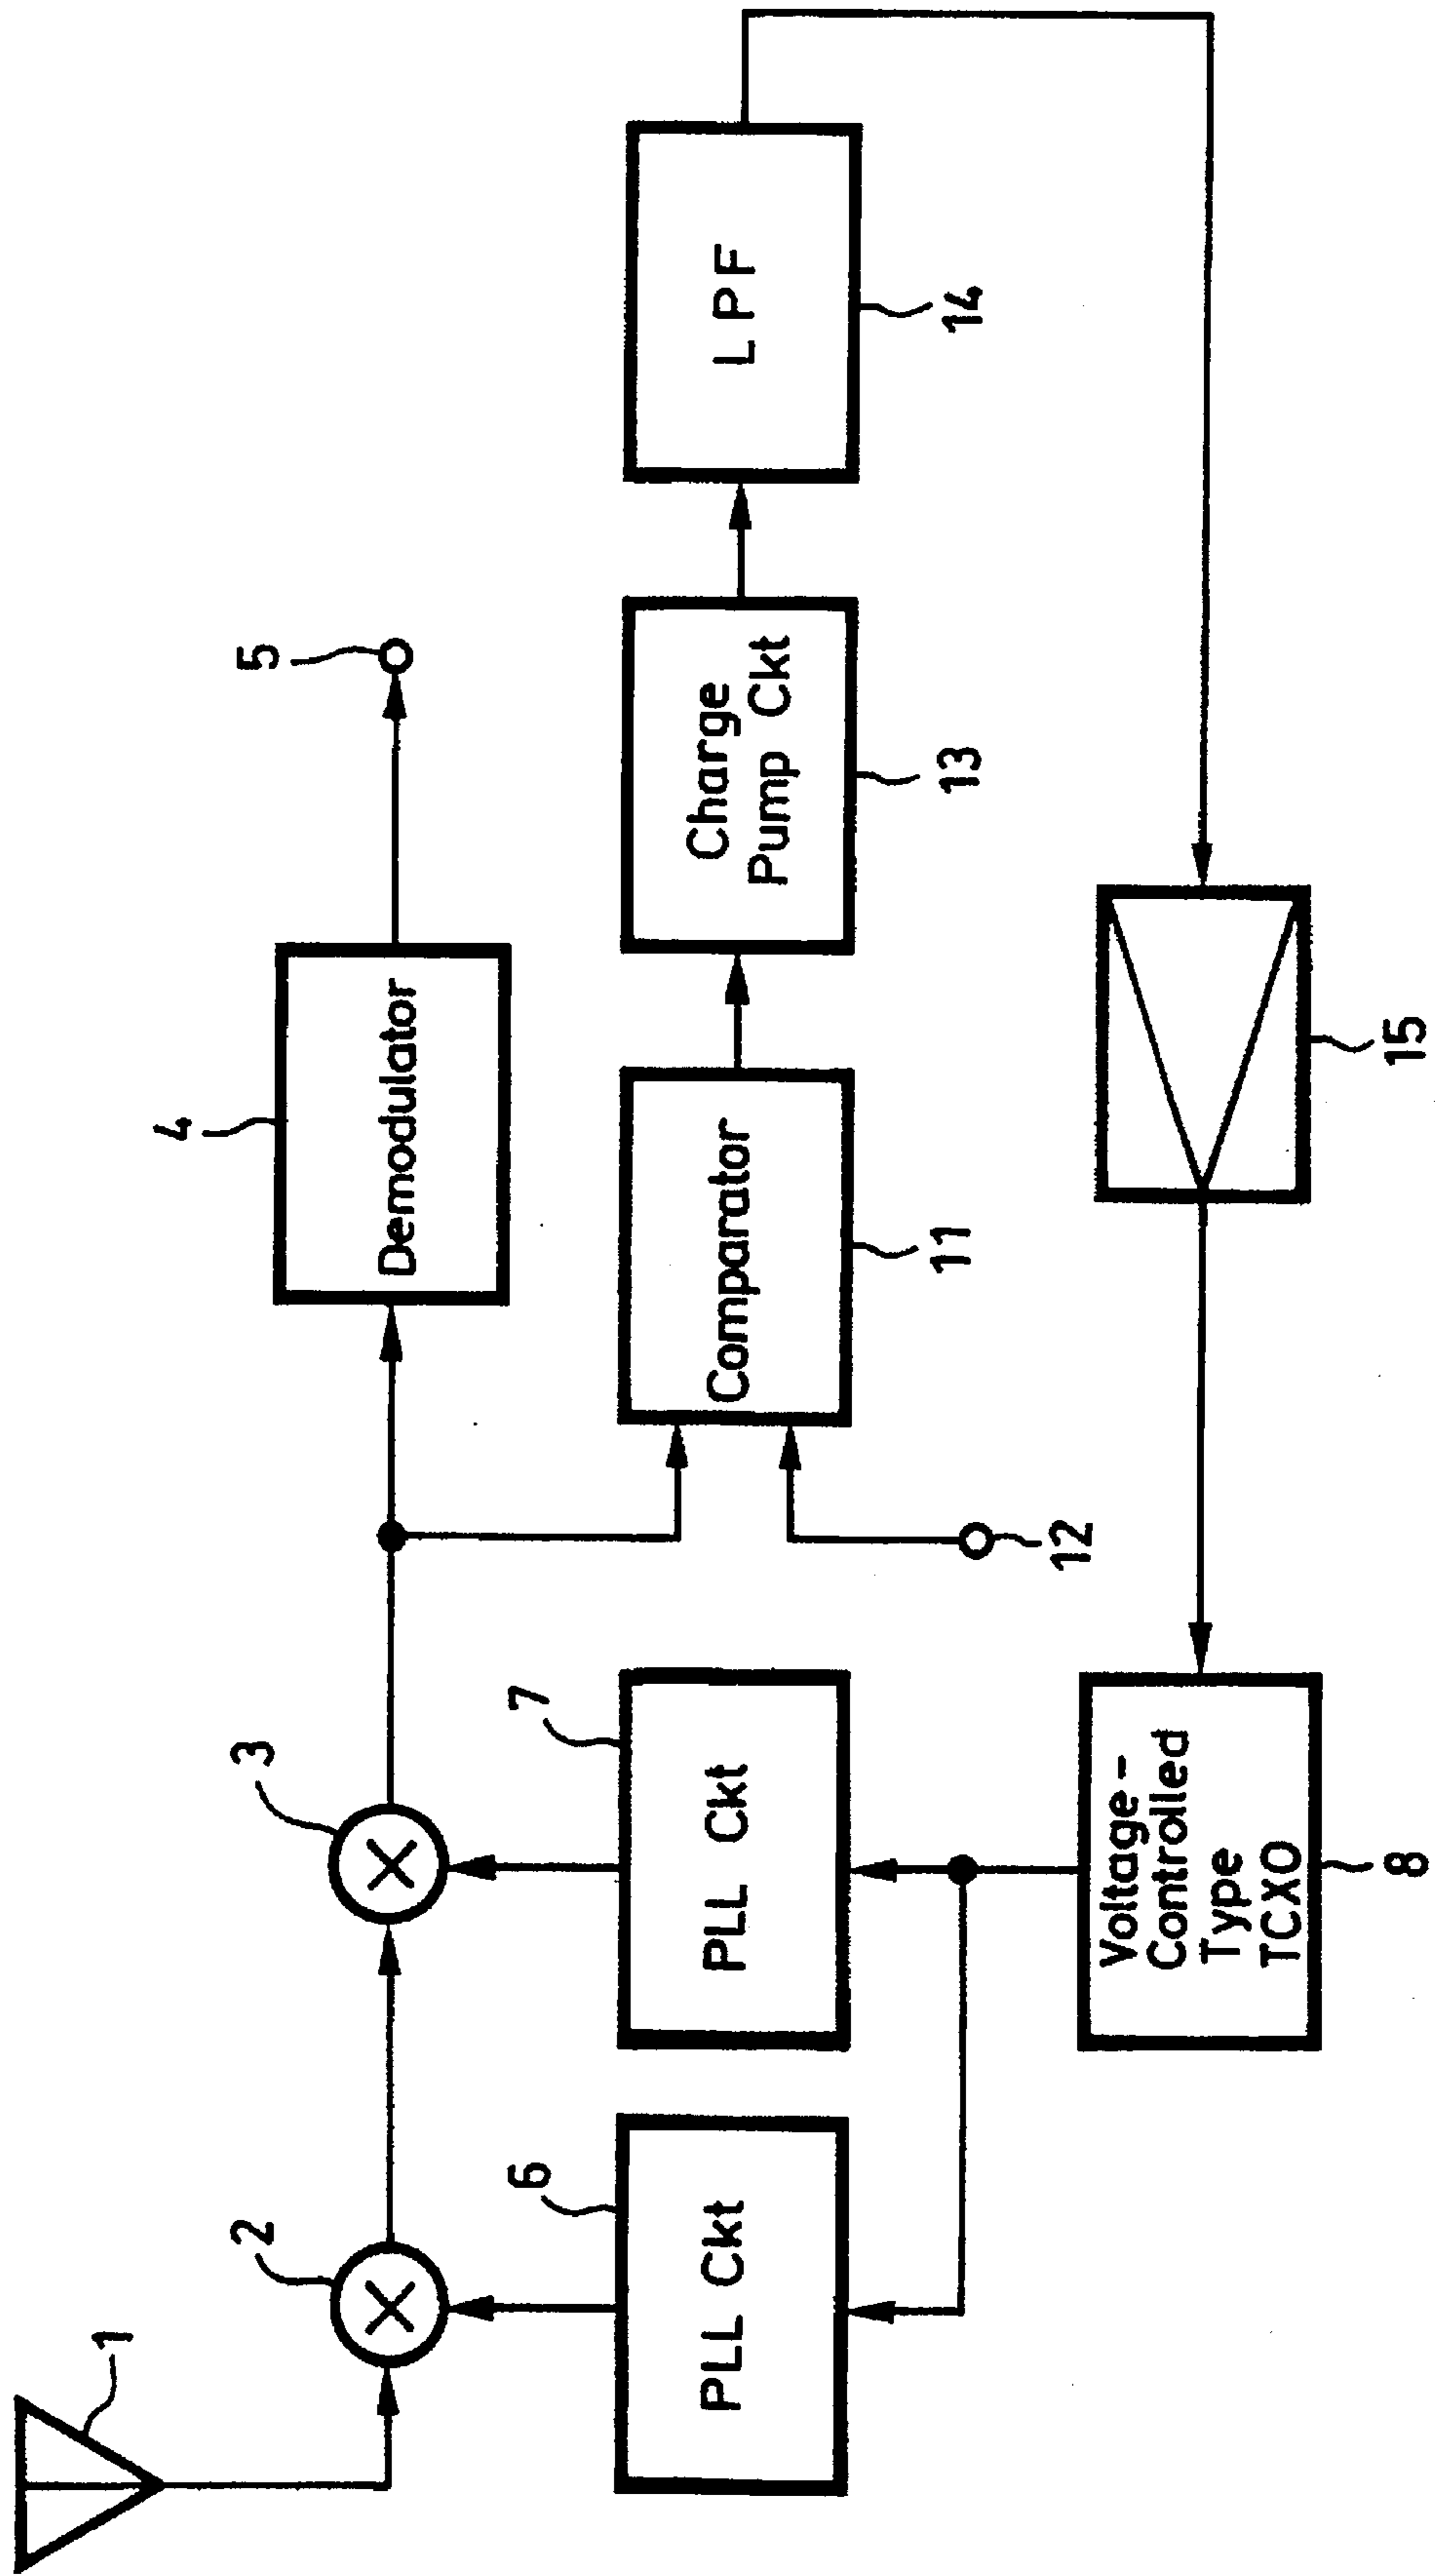 1
2
3
4
Demodulator
5
6
PLL Ckt
7
PLL Ckt
Comparator
11
12
Charge
Pump Ckt
13
LPF
14
Voltage-
Controlled
Type
TCXO
8
15